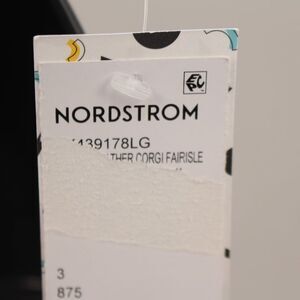 NORDSTROM
439178LG
THER CORGI FAIRISLE
3
875